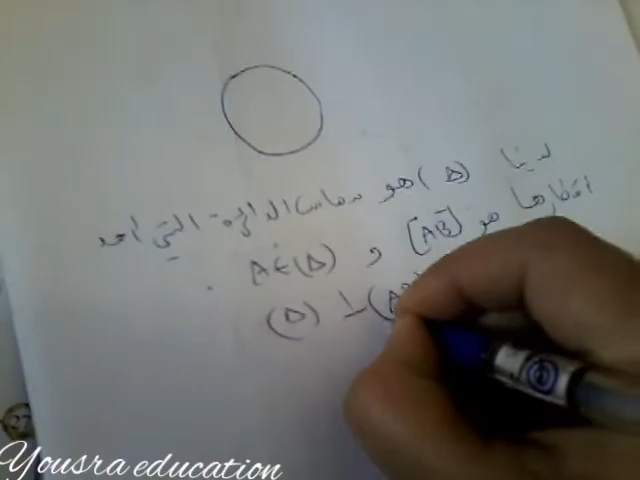 لدينا (Δ) هو مماس الدائرة التي أحد
أقطارها هو [AB] و A∈(Δ) .
(Δ) ⊥ (A
Yousra education